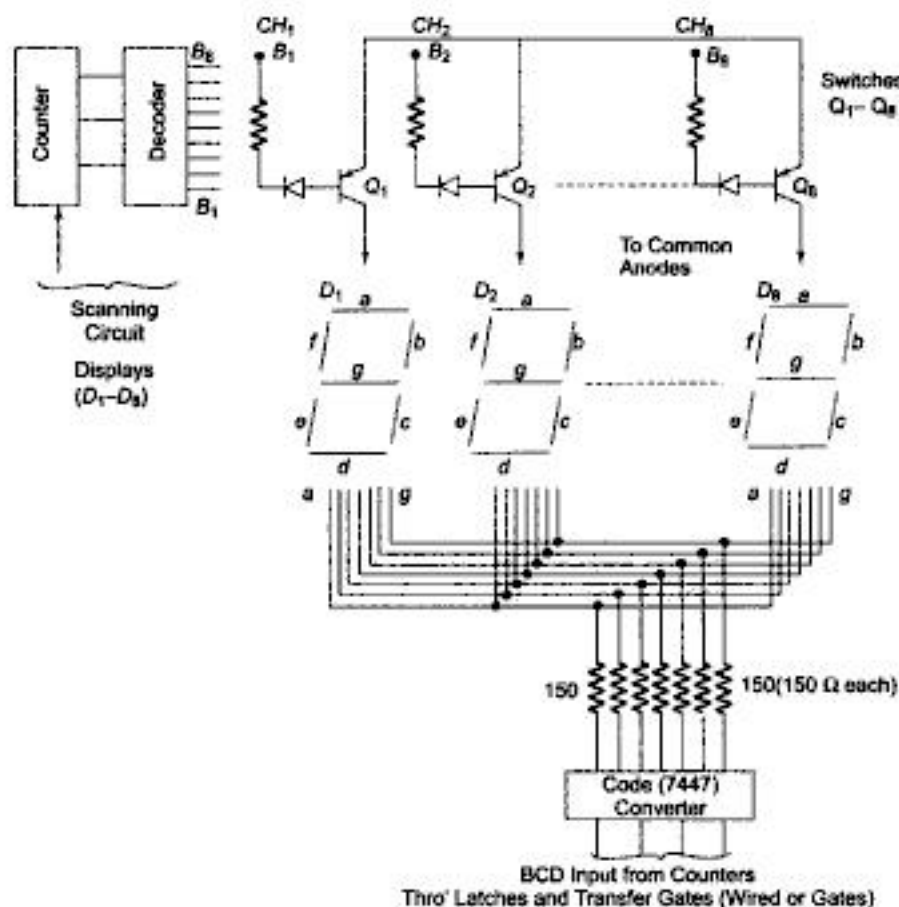 CH1
CH2
CH8
B8
B1
B2
B8
Counter
Decoder
B1
Switches
Q1– Q8
Q1
Q2
Q8
To Common
Anodes
Scanning
Circuit
Displays
(D1–D8)
D1 a
f b
g
e c
d
a g
D2 a
f b
g
e c
d
D8 a
f b
g
e c
d
a g
150
150(150 Ω each)
Code (7447)
Converter
BCD Input from Counters
Thro' Latches and Transfer Gates (Wired or Gates)